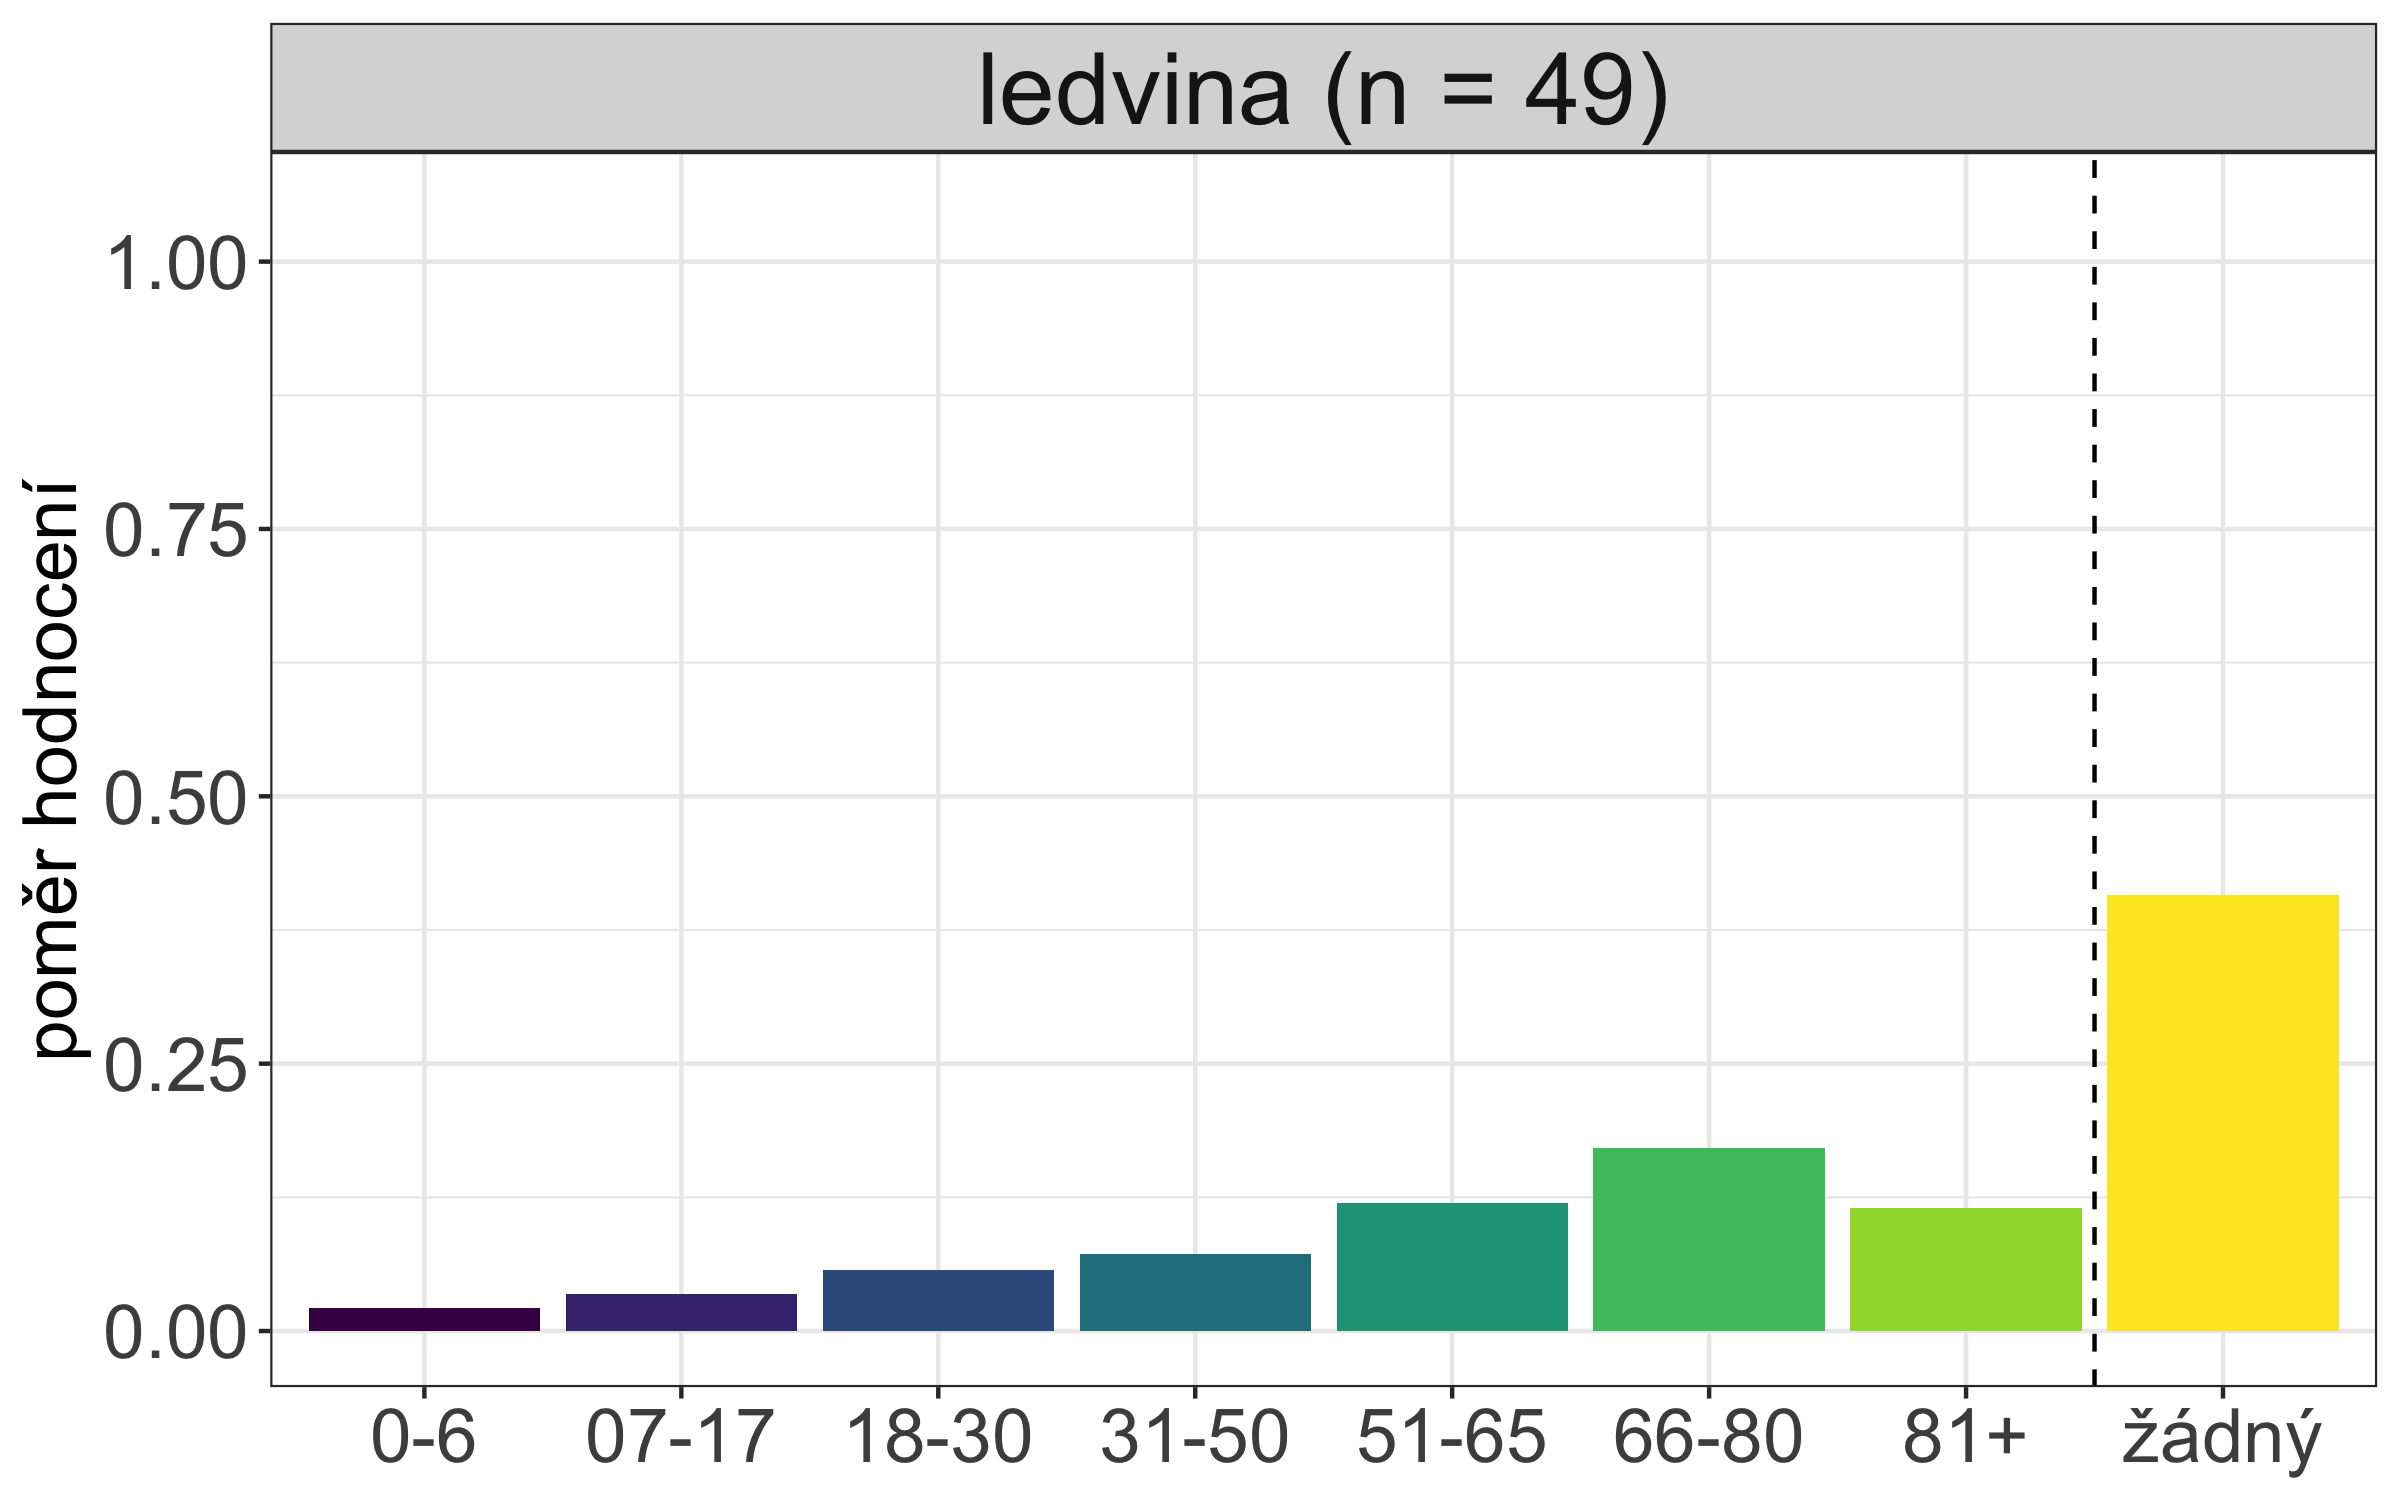 ledvina (n = 49)
poměr hodnocení
1.00
0.75
0.50
0.25
0.00
0-6 07-17 18-30 31-50 51-65 66-80 81+ žádný